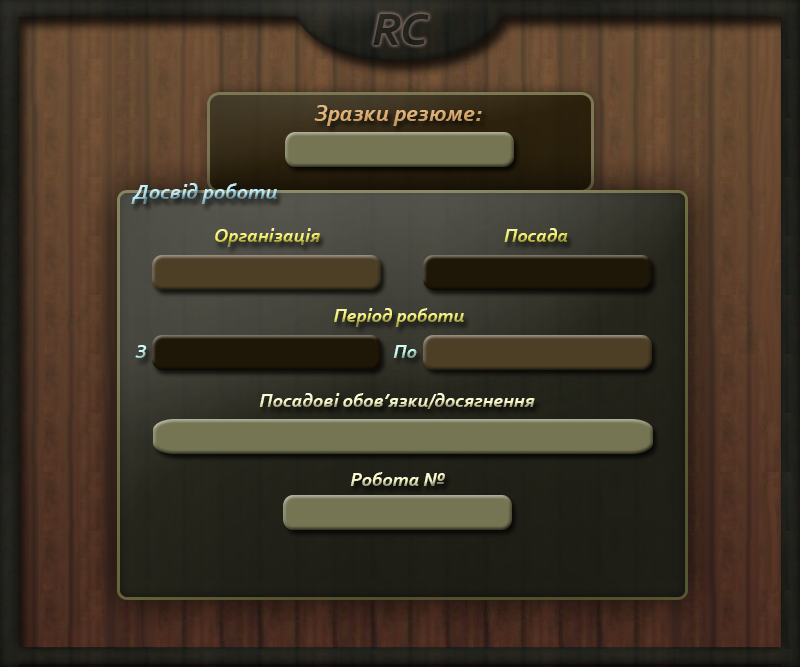 RC
Зразки резюме:
Досвід роботи
Організація Посада
Період роботи
З По
Посадові обов’язки/досягнення
Робота №